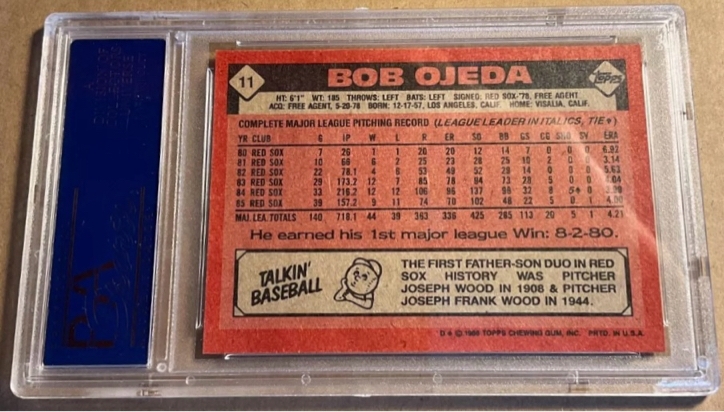 11
BOB OJEDA
TOPPS
HT: 6'1" WT: 185 THROWS: LEFT BATS: LEFT SIGNED: RED SOX-'78, FREE AGENT
ACQ: FREE AGENT, 5-20-78 BORN: 12-17-57, LOS ANGELES, CALIF. HOME: VISALIA, CALIF.
COMPLETE MAJOR LEAGUE PITCHING RECORD (LEAGUE LEADER IN ITALICS, TIE♦)
YR CLUB G IP W L R ER SO BB GS CG SHO SV ERA
80 RED SOX 7 26 1 1 20 20 12 14 7 0 0 0 6.92
81 RED SOX 10 66 6 2 25 23 28 25 10 2 0 0 3.14
82 RED SOX 22 78.1 4 6 53 49 52 29 14 0 0 0 5.63
83 RED SOX 29 173.2 12 7 85 78 94 73 28 5 0 0 4.04
84 RED SOX 33 216.2 12 12 106 96 137 96 32 8 5♦ 0 3.99
85 RED SOX 39 157.2 9 11 74 70 102 48 22 5 0 1 4.00
MAJ. LEA. TOTALS 140 718.1 44 39 363 336 425 285 113 20 5 1 4.21
He earned his 1st major league Win: 8-2-80.
TALKIN'
BASEBALL
THE FIRST FATHER-SON DUO IN RED
SOX HISTORY WAS PITCHER
JOSEPH WOOD IN 1908 & PITCHER
JOSEPH FRANK WOOD IN 1944.
© 1986 TOPPS CHEWING GUM, INC. PRTD. IN U.S.A.